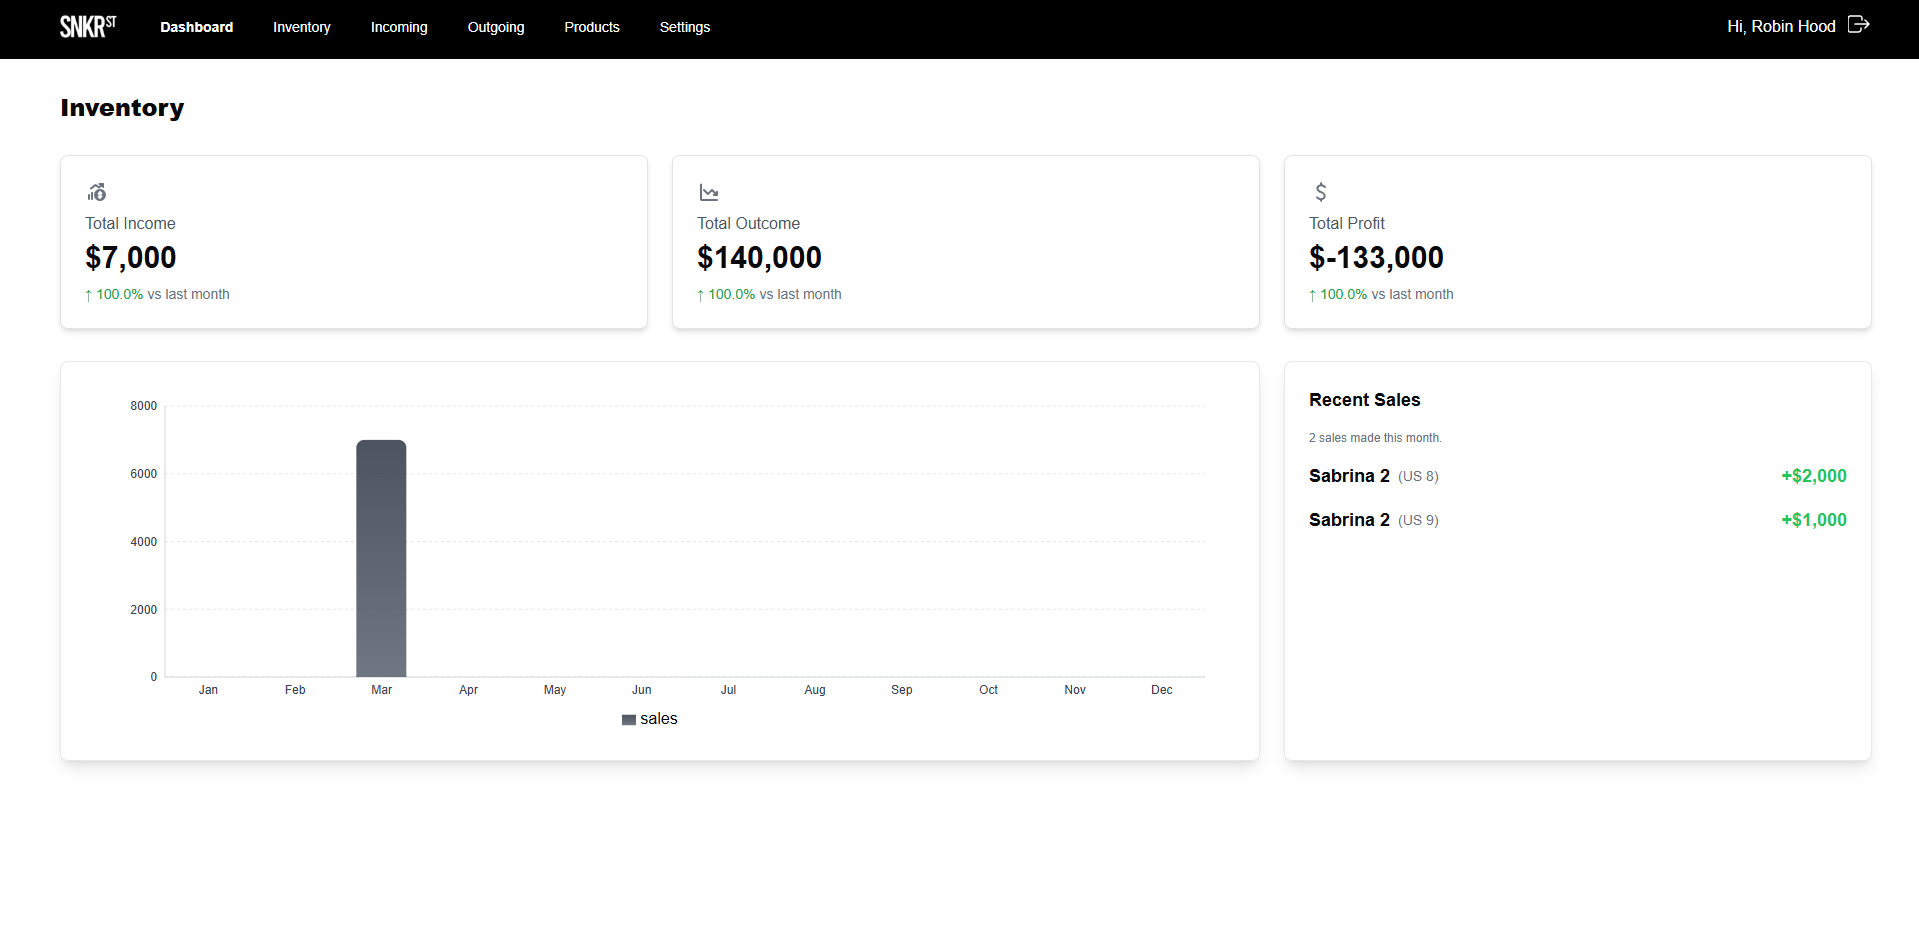 SNKR ST Dashboard Inventory Incoming Outgoing Products Settings Hi, Robin Hood
Inventory
Total Income
$7,000
↑ 100.0% vs last month
Total Outcome
$140,000
↑ 100.0% vs last month
Total Profit
$-133,000
↑ 100.0% vs last month
8000
6000
4000
2000
0
Jan Feb Mar Apr May Jun Jul Aug Sep Oct Nov Dec
sales
Recent Sales
2 sales made this month.
Sabrina 2 (US 8) +$2,000
Sabrina 2 (US 9) +$1,000